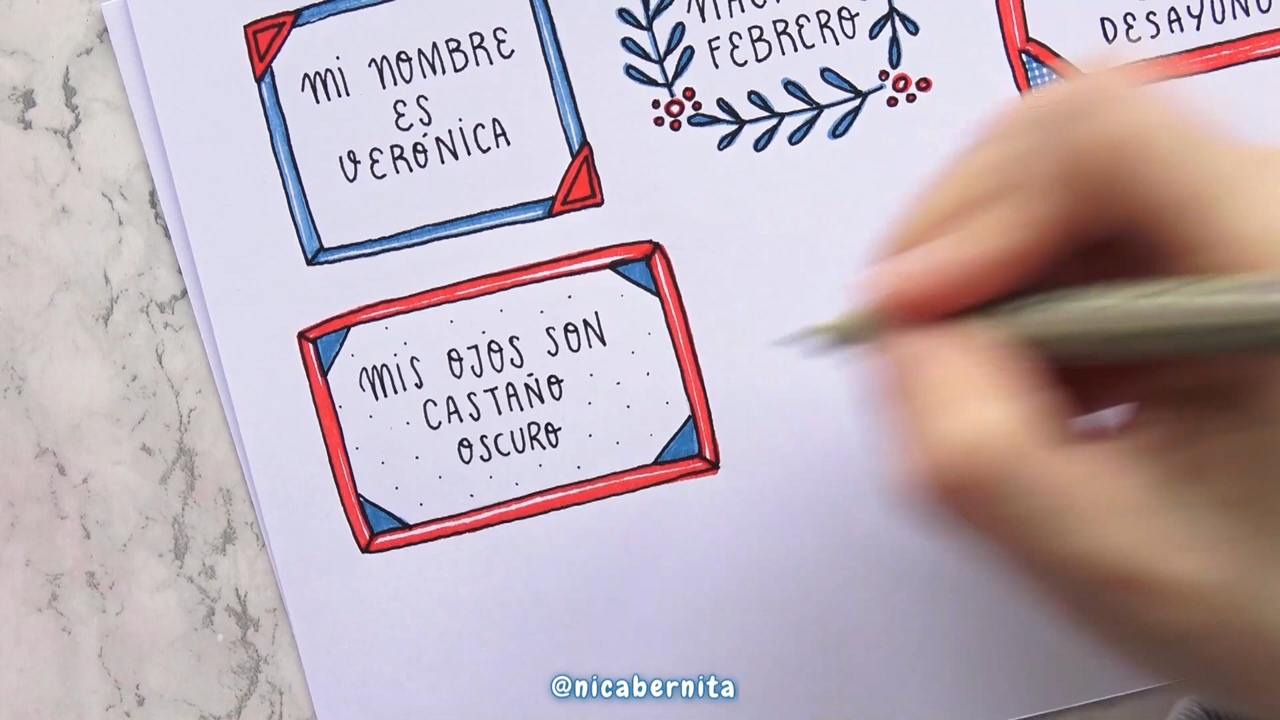 mi NOMBRE
ES
VERÓNICA
FEBRERO
DESAYUNO
MIS OJOS SON
CASTAÑO
OSCURO
@nicabernita